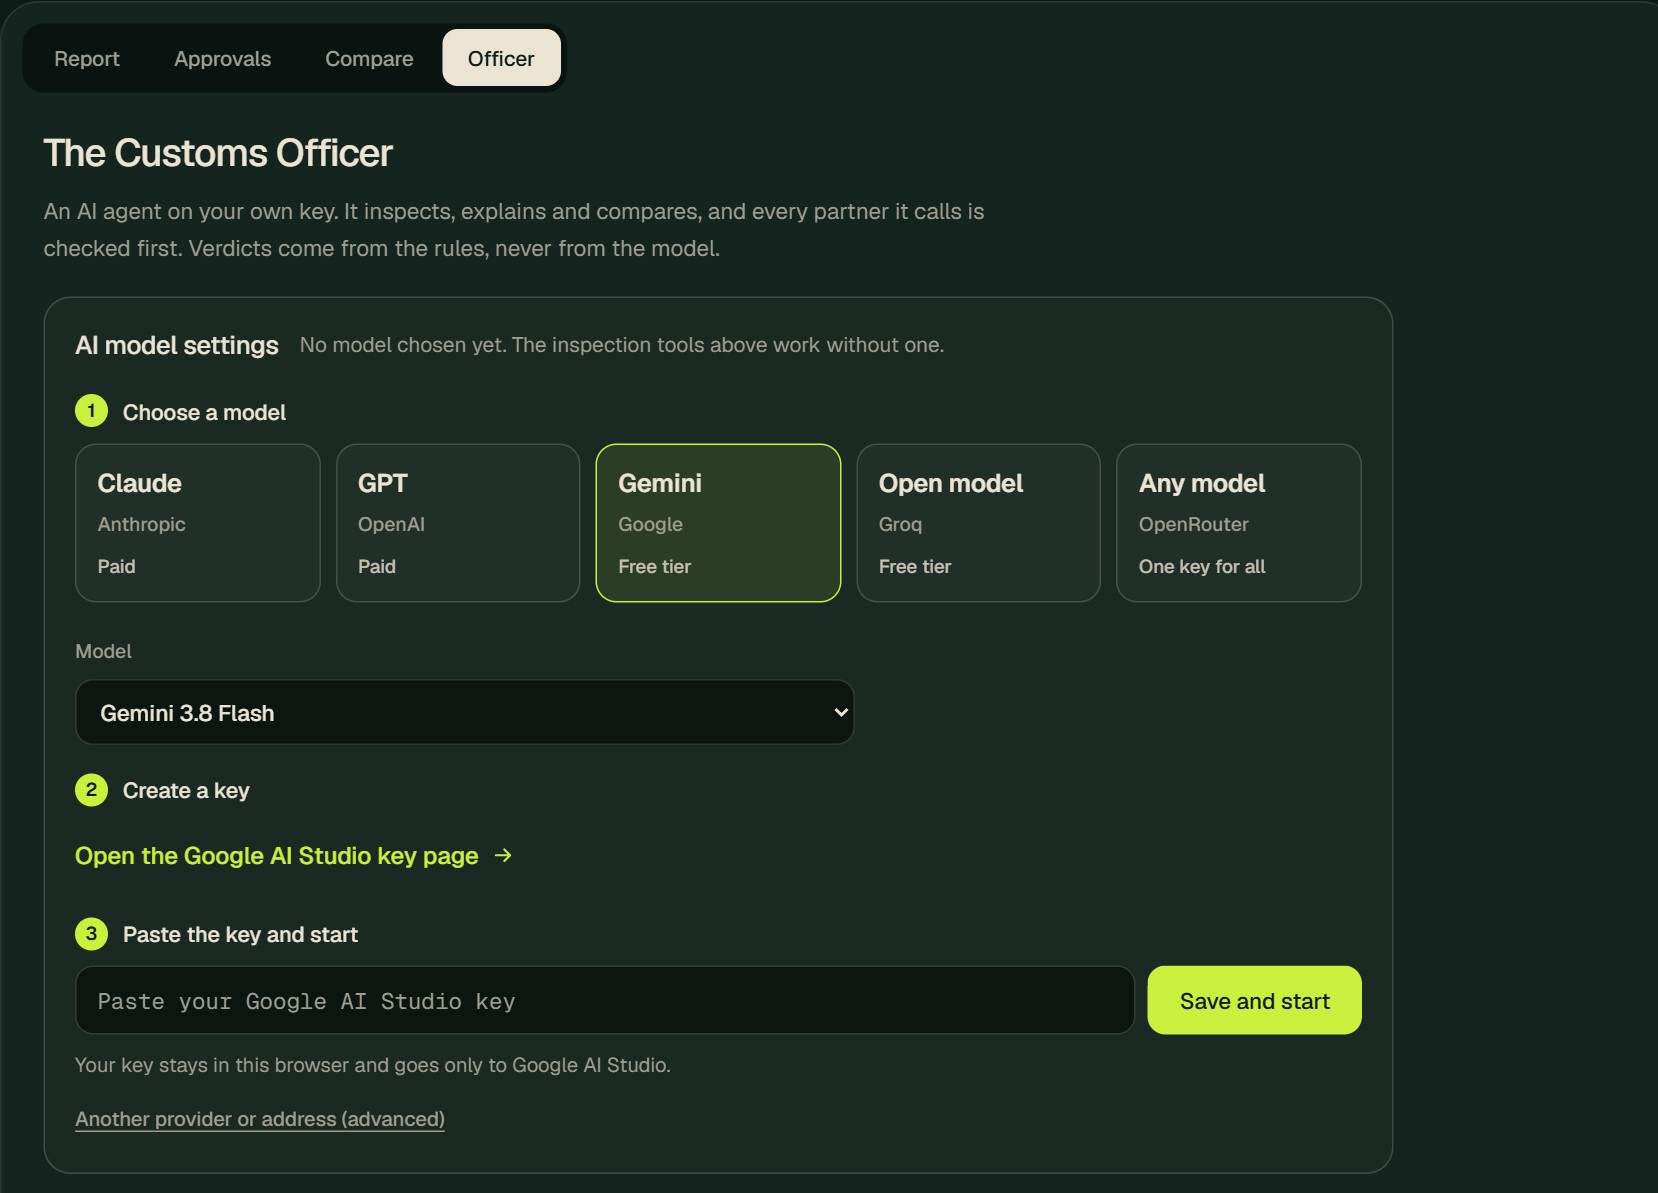 Report
Approvals
Compare
Officer
The Customs Officer
An AI agent on your own key. It inspects, explains and compares, and every partner it calls is
checked first. Verdicts come from the rules, never from the model.
AI model settings
No model chosen yet. The inspection tools above work without one.
1 Choose a model
Claude
Anthropic
Paid
GPT
OpenAI
Paid
Gemini
Google
Free tier
Open model
Groq
Free tier
Any model
OpenRouter
One key for all
Model
Gemini 3.8 Flash
2 Create a key
Open the Google AI Studio key page →
3 Paste the key and start
Paste your Google AI Studio key
Save and start
Your key stays in this browser and goes only to Google AI Studio.
Another provider or address (advanced)